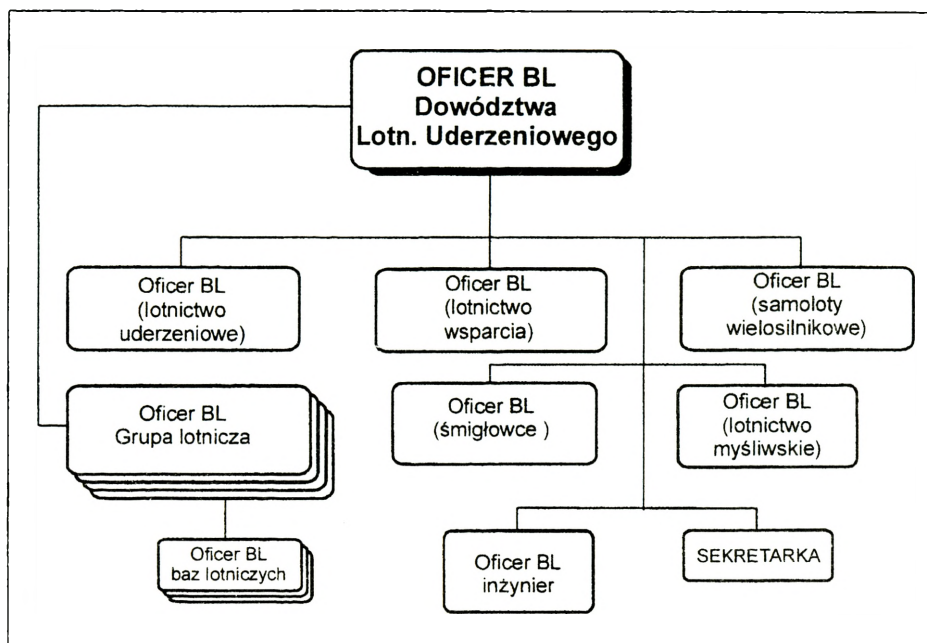 OFICER BL
Dowództwa
Lotn. Uderzeniowego
Oficer BL
(lotnictwo
uderzeniowe)
Oficer BL
(lotnictwo
wsparcia)
Oficer BL
(samoloty
wielosilnikowe)
Oficer BL
Grupa lotnicza
Oficer BL
(śmigłowce )
Oficer BL
(lotnictwo
myśliwskie)
Oficer BL
baz lotniczych
Oficer BL
inżynier
SEKRETARKA